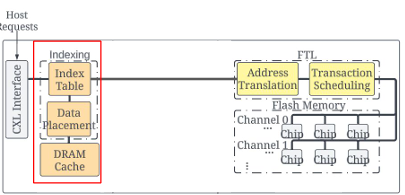 Host
Requests
CXL Interface
Indexing
Index
Table
Data
Placement
DRAM
Cache
FTL
Address
Translation
Transaction
Scheduling
Flash Memory
Channel 0
...
Chip Chip Chip
Channel 1
...
Chip Chip Chip
...